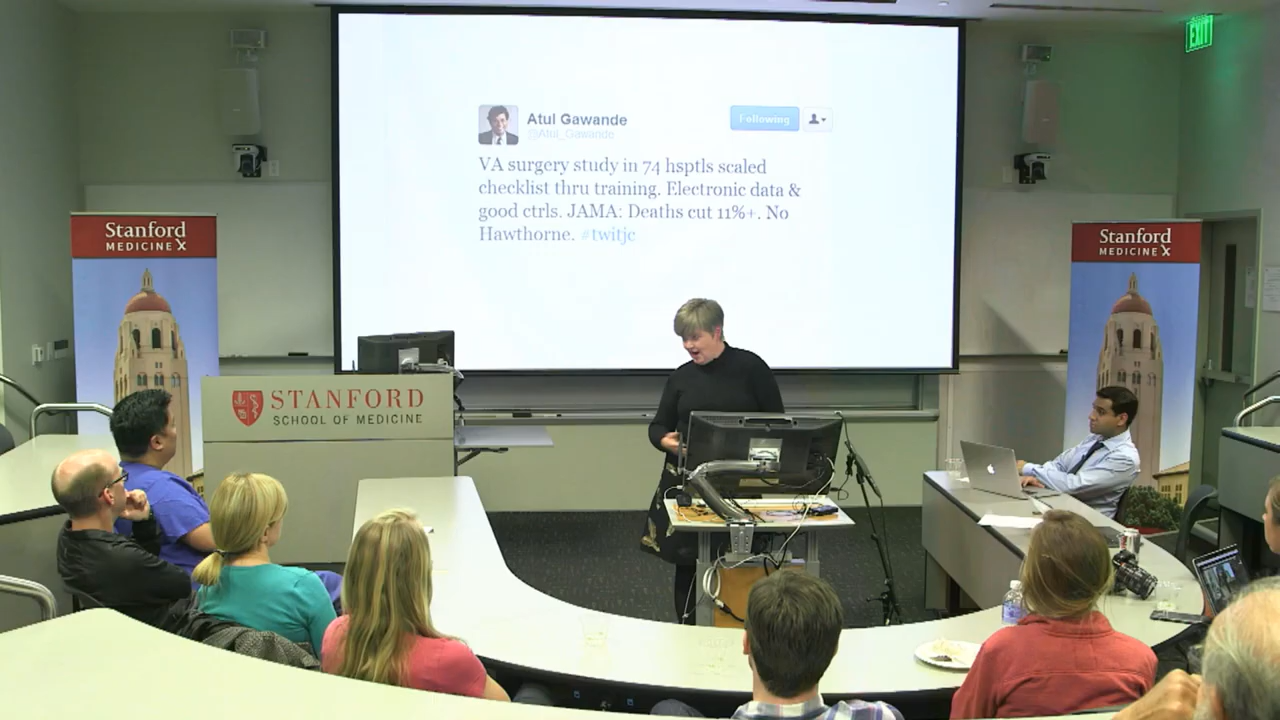 EXIT
Atul Gawande
@Atul_Gawande
Following
VA surgery study in 74 hsptls scaled
checklist thru training. Electronic data &
good ctrls. JAMA: Deaths cut 11%+. No
Hawthorne. #twitjc
Stanford
MEDICINE X
Stanford
MEDICINE X
STANFORD
SCHOOL OF MEDICINE